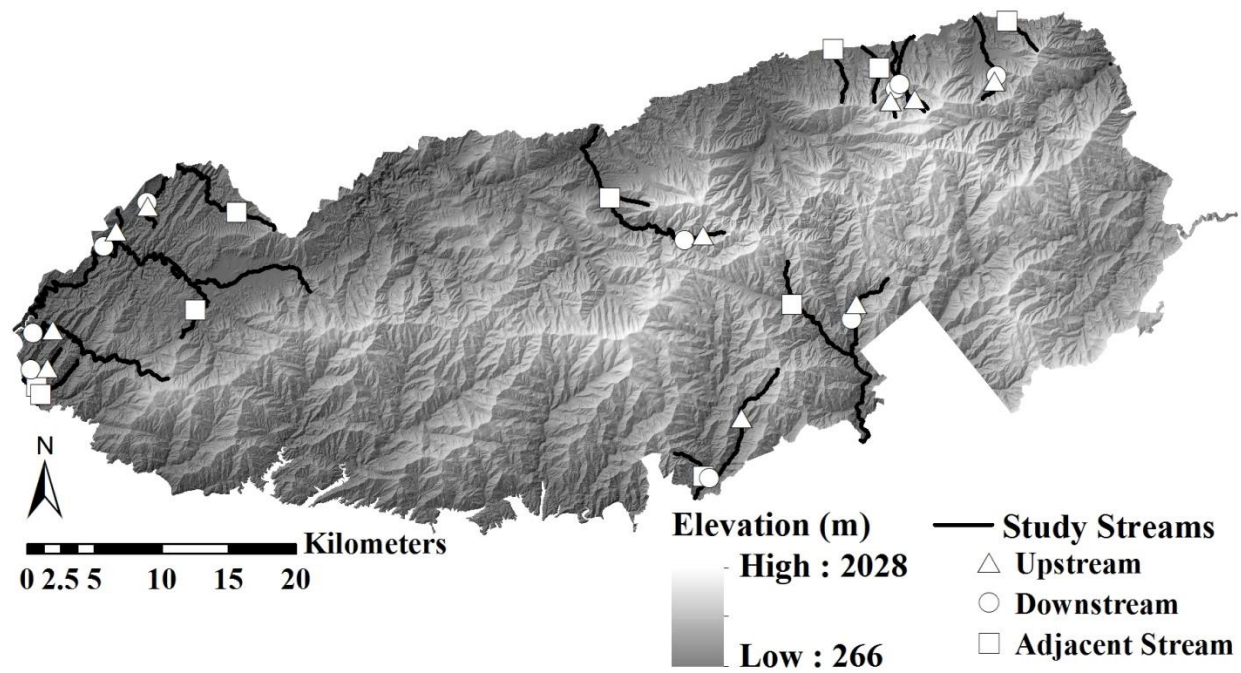 N
Kilometers
0 2.5 5 10 15 20
Elevation (m)
High : 2028
Low : 266
Study Streams
Upstream
Downstream
Adjacent Stream